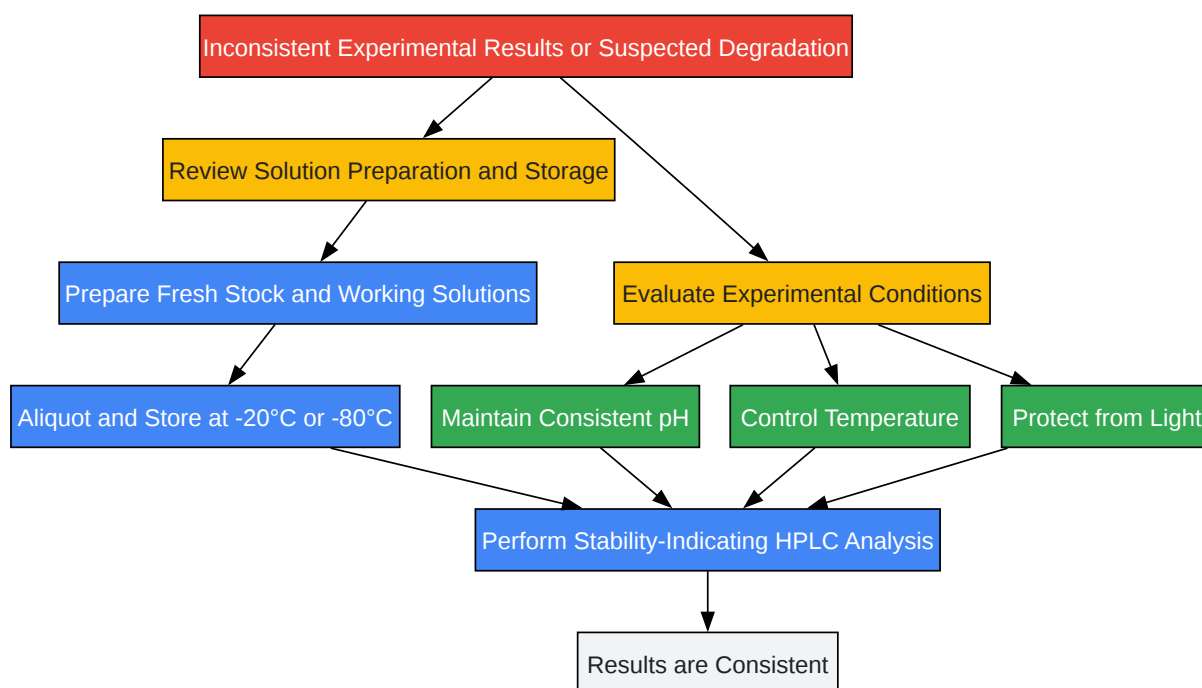 Inconsistent Experimental Results or Suspected Degradation
Review Solution Preparation and Storage
Prepare Fresh Stock and Working Solutions
Evaluate Experimental Conditions
Aliquot and Store at -20°C or -80°C
Maintain Consistent pH
Control Temperature
Protect from Light
Perform Stability-Indicating HPLC Analysis
Results are Consistent